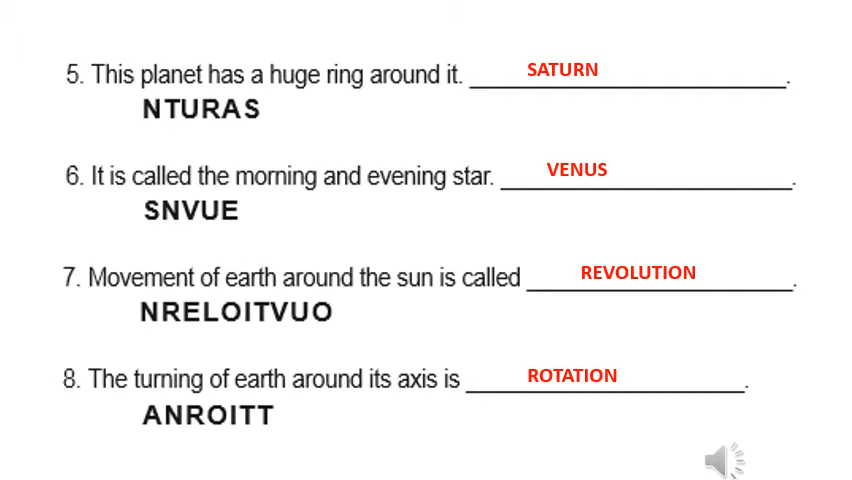 5. This planet has a huge ring around it. SATURN.
NTURAS
6. It is called the morning and evening star. VENUS.
SNVUE
7. Movement of earth around the sun is called REVOLUTION.
NRELOITVUO
8. The turning of earth around its axis is ROTATION.
ANROITT